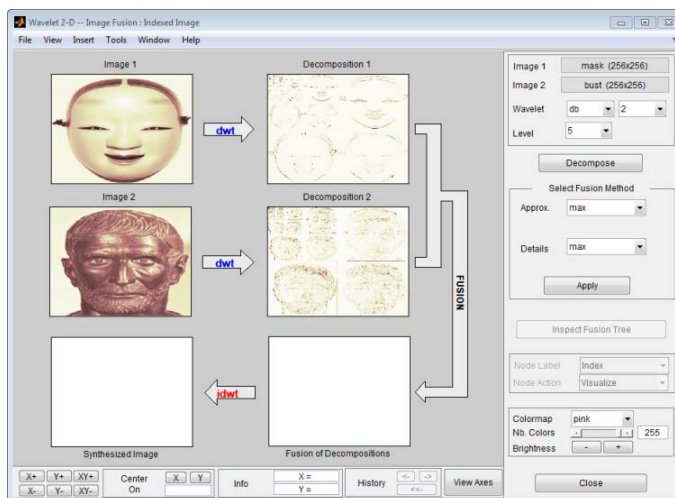 Wavelet 2-D -- Image Fusion : Indexed Image
File View Insert Tools Window Help
Image 1
Decomposition 1
dwt
Image 2
Decomposition 2
dwt
FUSION
idwt
Synthesized Image
Fusion of Decompositions
Image 1 mask (256x256)
Image 2 bust (256x256)
Wavelet db 2
Level 5
Decompose
Select Fusion Method
Approx. max
Details max
Apply
Inspect Fusion Tree
Node Label Index
Node Action Visualize
Colormap pink
Nb. Colors 255
Brightness - +
X+ Y+ XY+
X- Y- XY-
Center On X Y
Info X =
Y =
History <- ->
<<-
View Axes
Close